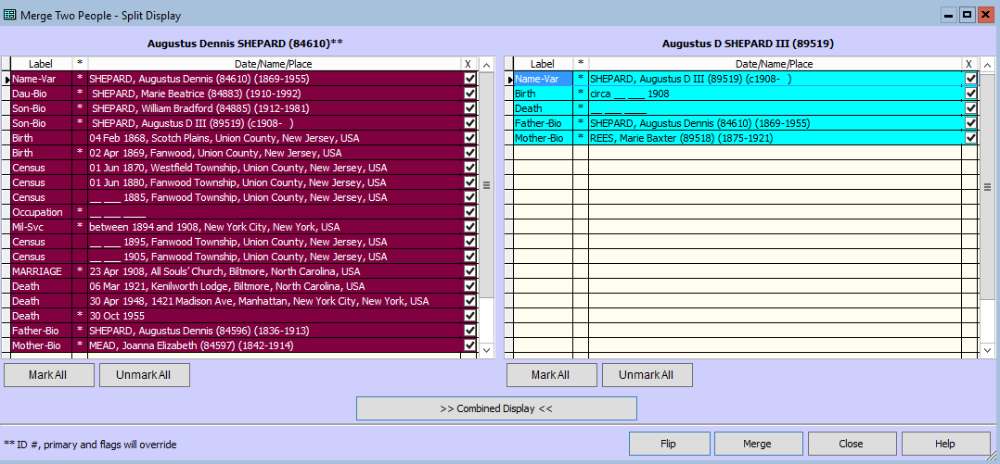 Merge Two People - Split Display
Augustus Dennis SHEPARD (84610)**
Label * Date/Name/Place X
Name-Var * SHEPARD, Augustus Dennis (84610) (1869-1955)
Dau-Bio * SHEPARD, Marie Beatrice (84883) (1910-1992)
Son-Bio * SHEPARD, William Bradford (84885) (1912-1981)
Son-Bio * SHEPARD, Augustus D III (89519) (c1908- )
Birth 04 Feb 1868, Scotch Plains, Union County, New Jersey, USA
Birth * 02 Apr 1869, Fanwood, Union County, New Jersey, USA
Census 01 Jun 1870, Westfield Township, Union County, New Jersey, USA
Census 01 Jun 1880, Fanwood Township, Union County, New Jersey, USA
Census __ ___ 1885, Fanwood Township, Union County, New Jersey, USA
Occupation * __ ___ ____
Mil-Svc * between 1894 and 1908, New York City, New York, USA
Census __ ___ 1895, Fanwood Township, Union County, New Jersey, USA
Census __ ___ 1905, Fanwood Township, Union County, New Jersey, USA
MARRIAGE * 23 Apr 1908, All Souls’ Church, Biltmore, North Carolina, USA
Death 06 Mar 1921, Kenilworth Lodge, Biltmore, North Carolina, USA
Death 30 Apr 1948, 1421 Madison Ave, Manhattan, New York City, New York, USA
Death * 30 Oct 1955
Father-Bio * SHEPARD, Augustus Dennis (84596) (1836-1913)
Mother-Bio * MEAD, Joanna Elizabeth (84597) (1842-1914)
Mark All Unmark All
Augustus D SHEPARD III (89519)
Label * Date/Name/Place X
Name-Var * SHEPARD, Augustus D III (89519) (c1908- )
Birth * circa __ ___ 1908
Death * __ ___ ____
Father-Bio * SHEPARD, Augustus Dennis (84610) (1869-1955)
Mother-Bio * REES, Marie Baxter (89518) (1875-1921)
Mark All Unmark All
>> Combined Display <<
** ID #, primary and flags will override
Flip Merge Close Help